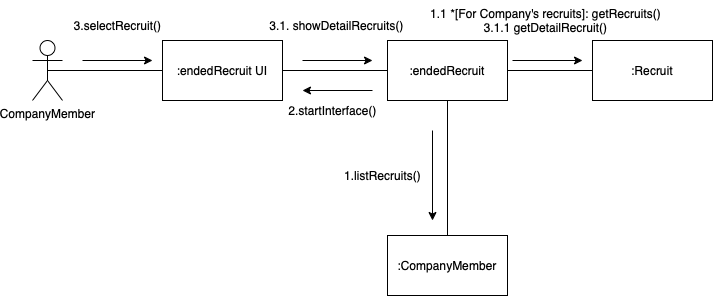 1.1 *[For Company's recruits]: getRecruits()
3.selectRecruit()
3.1. showDetailRecruits()
3.1.1 getDetailRecruit()
:endedRecruit UI
:endedRecruit
:Recruit
CompanyMember
2.startInterface()
1.listRecruits()
:CompanyMember